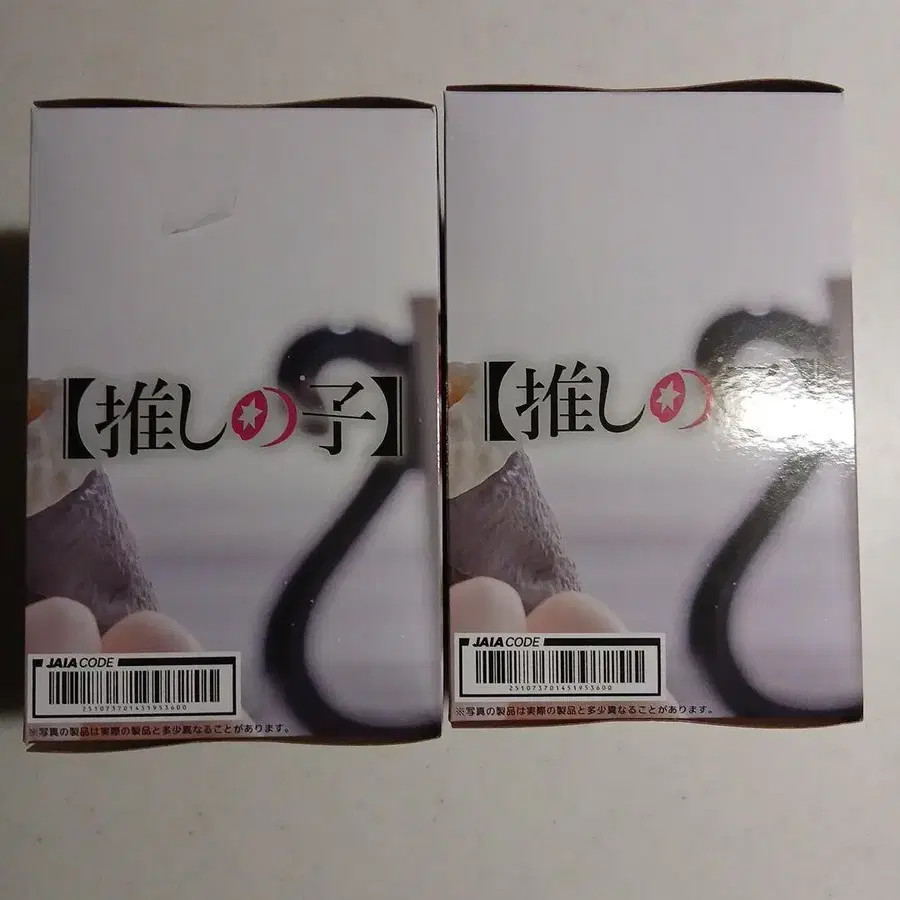 【推しの子】
JAIA CODE
251073701451953600
※写真の製品は実際の製品と多少異なることがあります。
【推しの
JAIA CODE
251073701451953600
※写真の製品は実際の製品と多少異なることがあります。